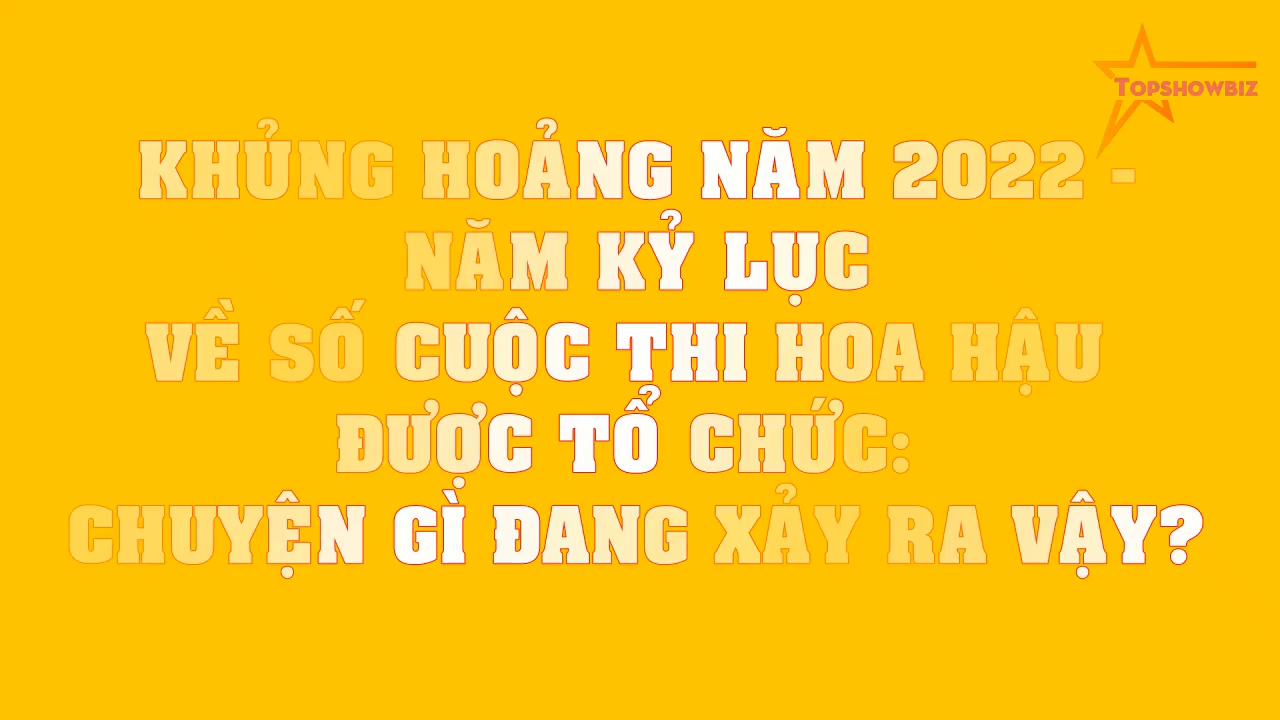 TOPSHOWBIZ
KHỦNG HOẢNG NĂM 2022 -
NĂM KỶ LỤC
VỀ SỐ CUỘC THI HOA HẬU
ĐƯỢC TỔ CHỨC:
CHUYỆN GÌ ĐANG XẢY RA VẬY?